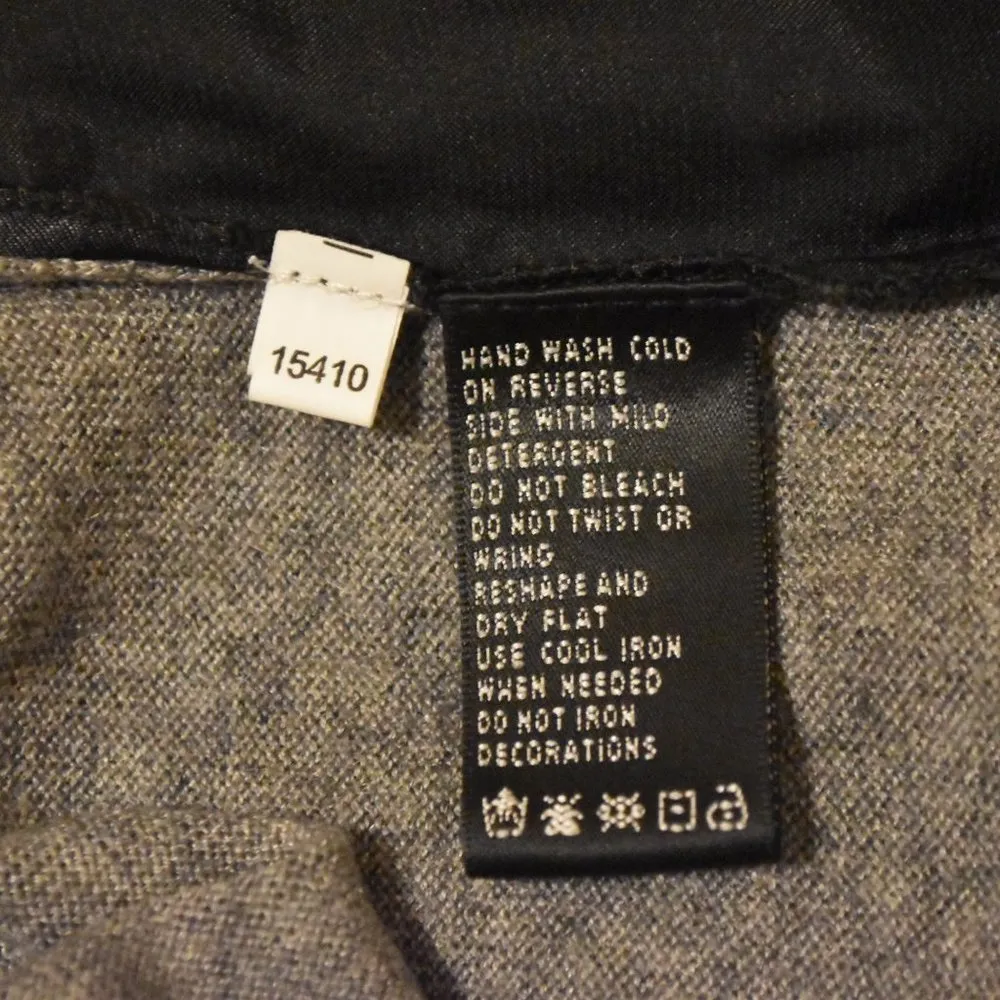 15410
HAND WASH COLD
ON REVERSE
SIDE WITH MILD
DETERGENT
DO NOT BLEACH
DO NOT TWIST OR
WRING
RESHAPE AND
DRY FLAT
USE COOL IRON
WHEN NEEDED
DO NOT IRON
DECORATIONS